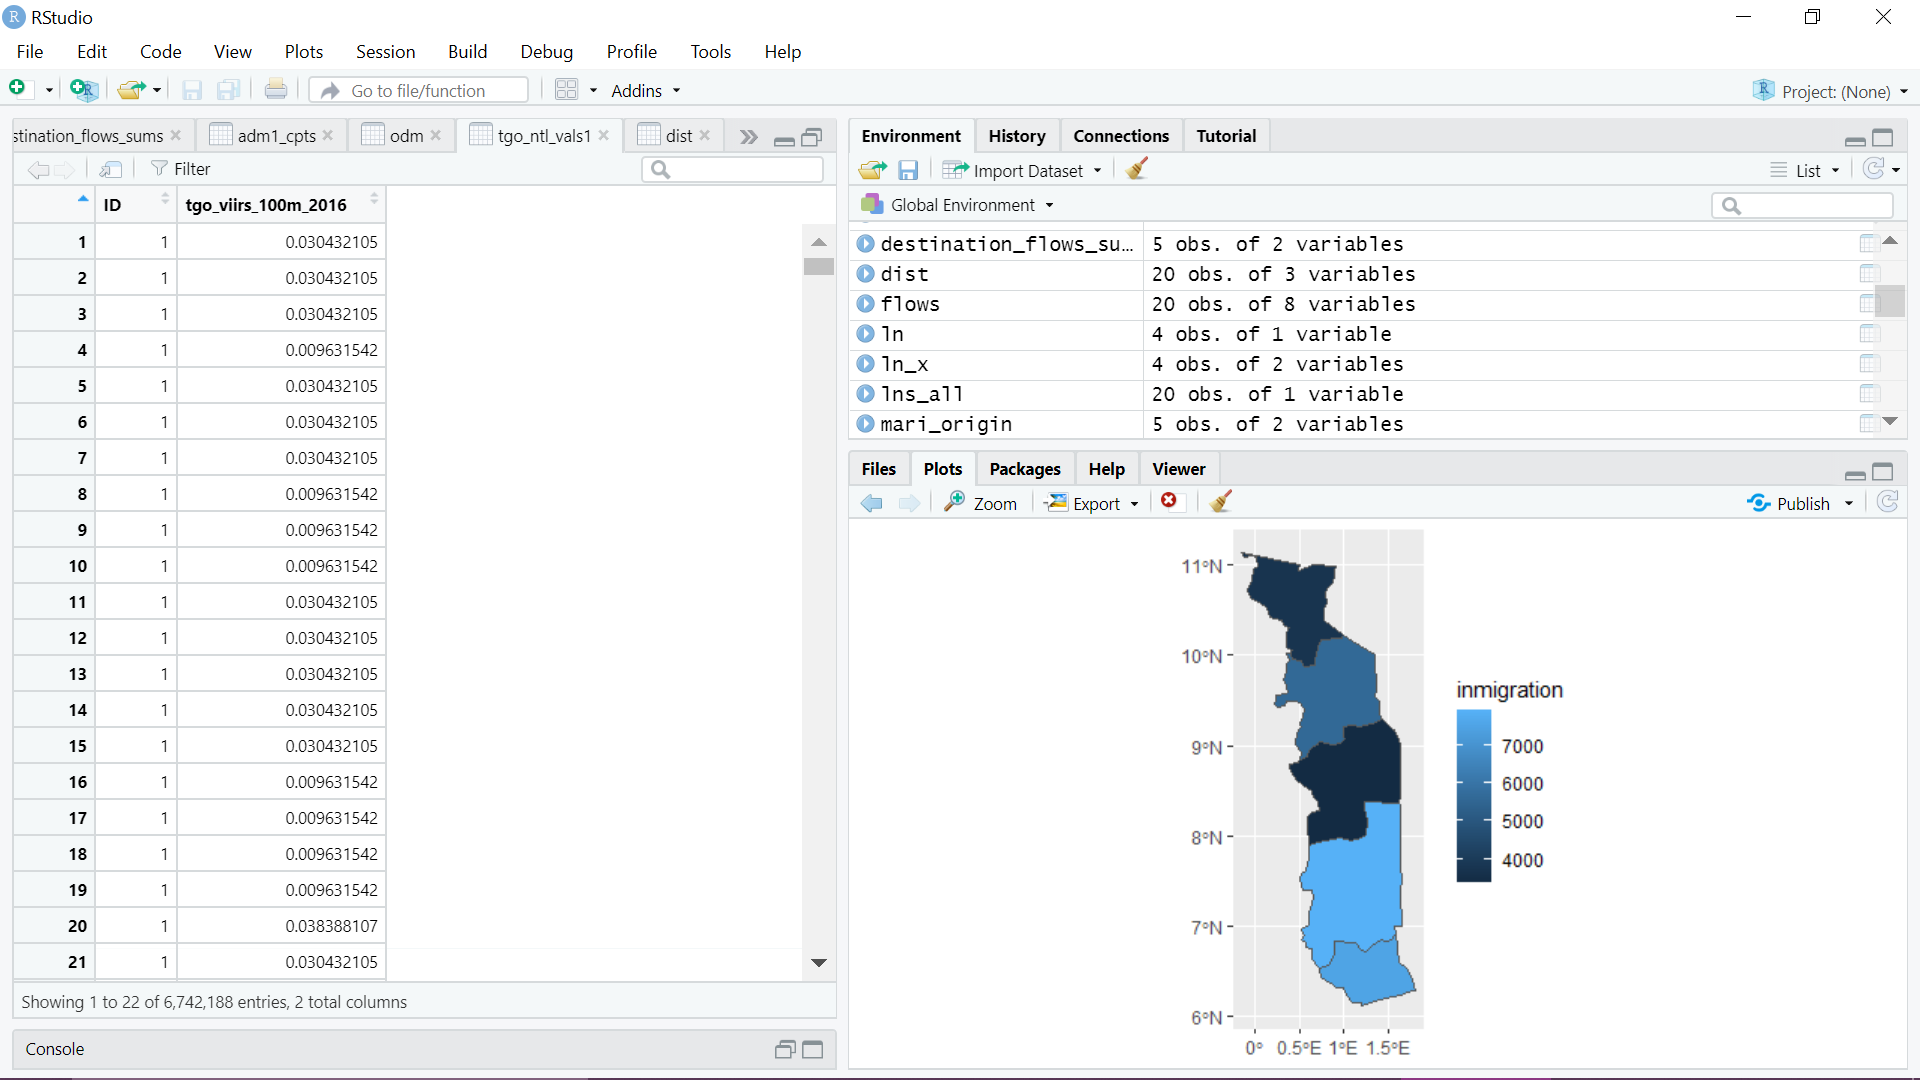 RStudio
File Edit Code View Plots Session Build Debug Profile Tools Help
Go to file/function Addins Project: (None)
stination_flows_sums adm1_cpts odm tgo_ntl_vals1 dist
Filter
ID tgo_viirs_100m_2016
1 1 0.030432105
2 1 0.030432105
3 1 0.030432105
4 1 0.009631542
5 1 0.030432105
6 1 0.030432105
7 1 0.030432105
8 1 0.009631542
9 1 0.009631542
10 1 0.009631542
11 1 0.030432105
12 1 0.030432105
13 1 0.030432105
14 1 0.030432105
15 1 0.030432105
16 1 0.009631542
17 1 0.009631542
18 1 0.009631542
19 1 0.009631542
20 1 0.038388107
21 1 0.030432105
Showing 1 to 22 of 6,742,188 entries, 2 total columns
Console
Environment History Connections Tutorial
Import Dataset List
Global Environment
destination_flows_su… 5 obs. of 2 variables
dist 20 obs. of 3 variables
flows 20 obs. of 8 variables
ln 4 obs. of 1 variable
ln_x 4 obs. of 2 variables
lns_all 20 obs. of 1 variable
mari_origin 5 obs. of 2 variables
Files Plots Packages Help Viewer
Zoom Export Publish
11°N
10°N
9°N
8°N
7°N
6°N
0° 0.5°E 1°E 1.5°E
inmigration
7000
6000
5000
4000